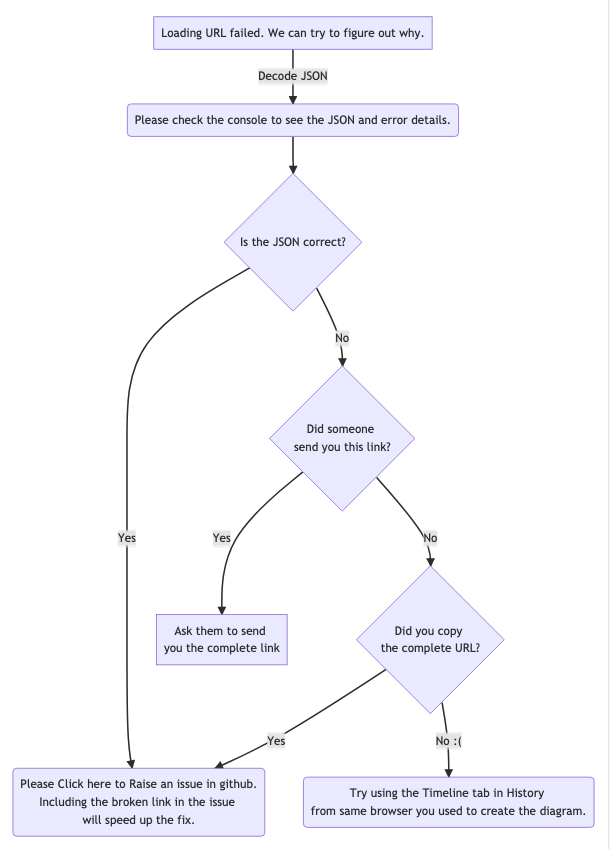 Loading URL failed. We can try to figure out why.
Decode JSON
Please check the console to see the JSON and error details.
Is the JSON correct?
No
Did someone
send you this link?
Yes
Yes
No
Ask them to send
you the complete link
Did you copy
the complete URL?
Yes
No :(
Please Click here to Raise an issue in github.
Including the broken link in the issue
will speed up the fix.
Try using the Timeline tab in History
from same browser you used to create the diagram.